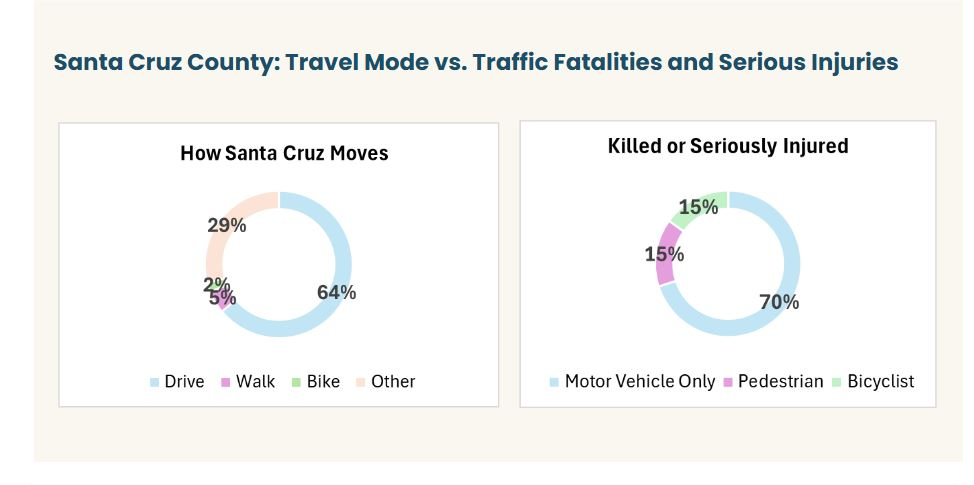 Santa Cruz County: Travel Mode vs. Traffic Fatalities and Serious Injuries
How Santa Cruz Moves
29%
2%
5%
64%
Drive Walk Bike Other
Killed or Seriously Injured
15%
15%
70%
Motor Vehicle Only Pedestrian Bicyclist